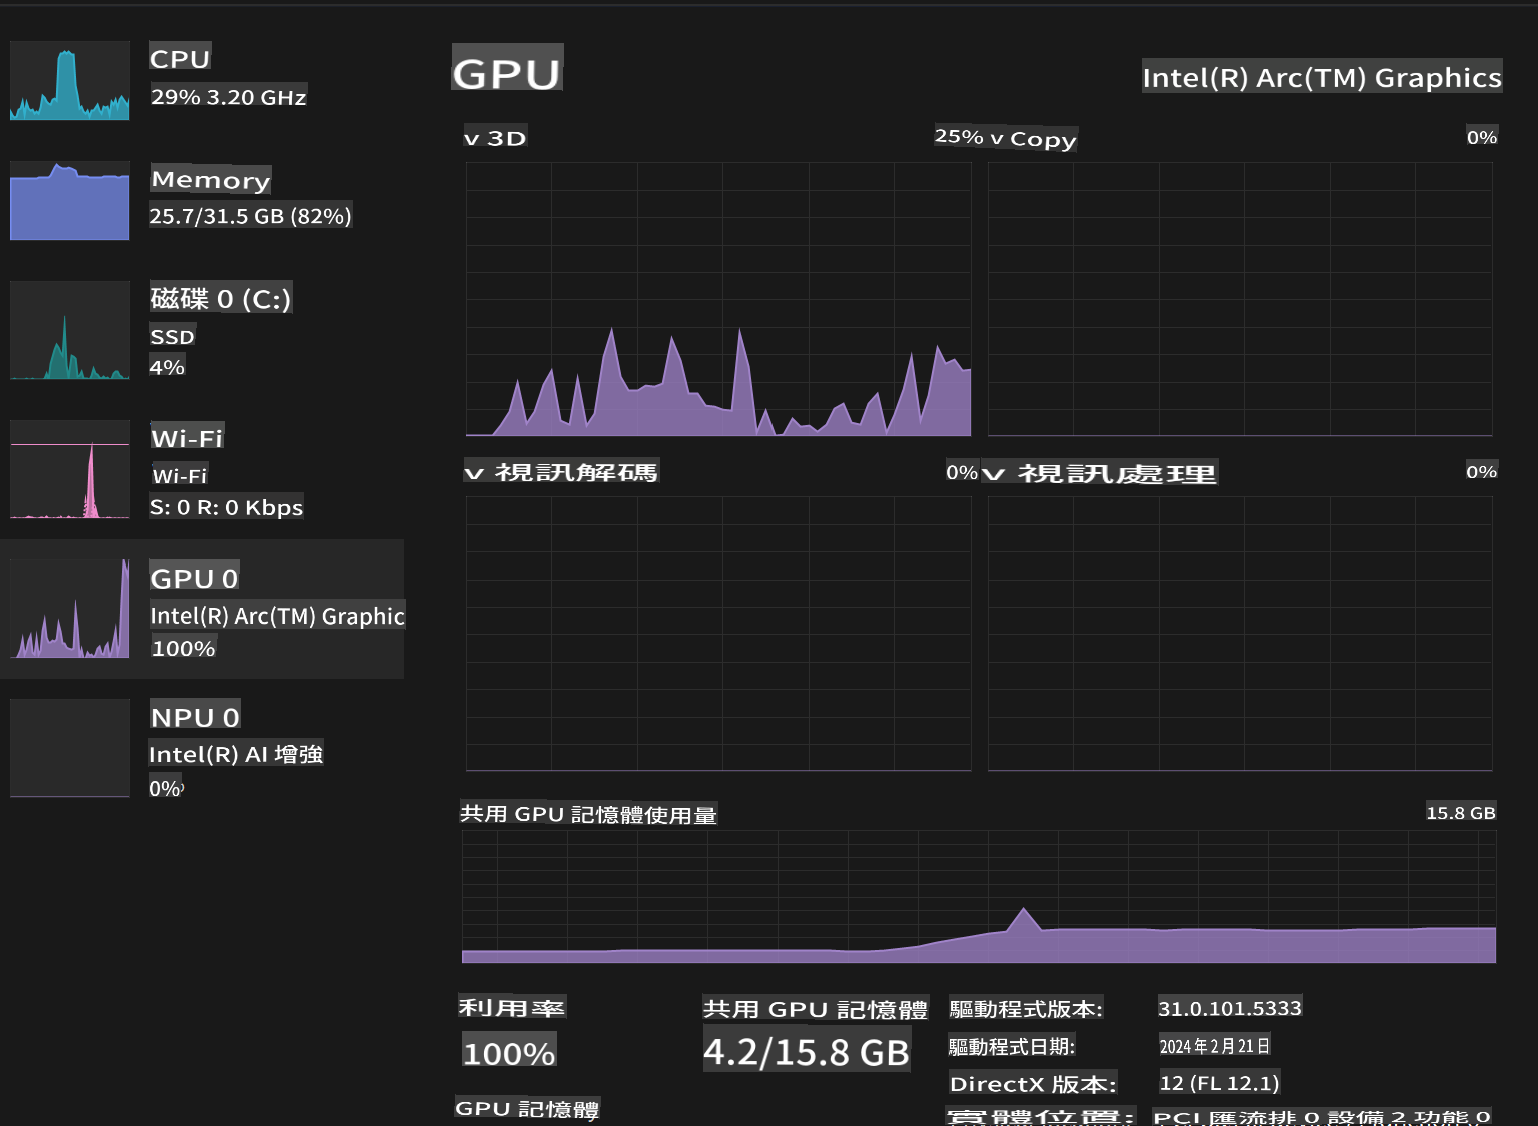 CPU
29% 3.20 GHz
Memory
25.7/31.5 GB (82%)
磁碟 0 (C:)
SSD
4%
Wi-Fi
Wi-Fi
S: 0 R: 0 Kbps
GPU 0
Intel(R) Arc(TM) Graphic
100%
NPU 0
Intel(R) AI 增強
0%
GPU
Intel(R) Arc(TM) Graphics
v 3D
25% v Copy
0%
v 視訊解碼
0%
v 視訊處理
0%
共用 GPU 記憶體使用量
15.8 GB
利用率
100%
共用 GPU 記憶體
4.2/15.8 GB
GPU 記憶體
驅動程式版本: 31.0.101.5333
驅動程式日期: 2024 年 2 月 21 日
DirectX 版本: 12 (FL 12.1)
實體位置: PCI 匯流排 0 設備 2 功能 0